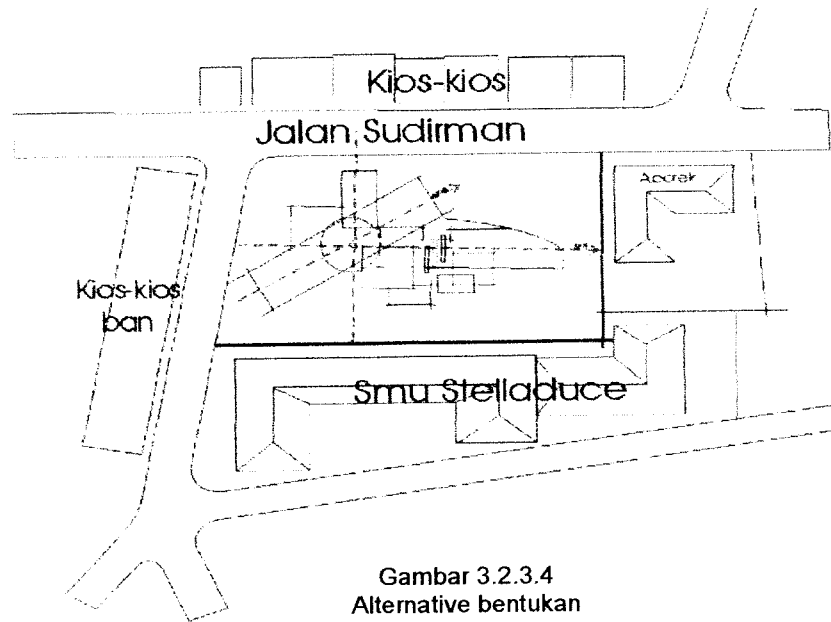 Kios-kios
Jalan Sudirman
Kios-kios
ban
Smu Stelladuce
Gambar 3.2.3.4
Alternative bentukan